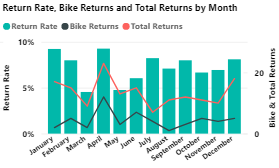 Return Rate, Bike Returns and Total Returns by Month
Return Rate Bike Returns Total Returns
10%
5%
0%
20
0
Return Rate
Bike & Total Returns
January
February
March
April
May
June
July
August
September
October
November
December